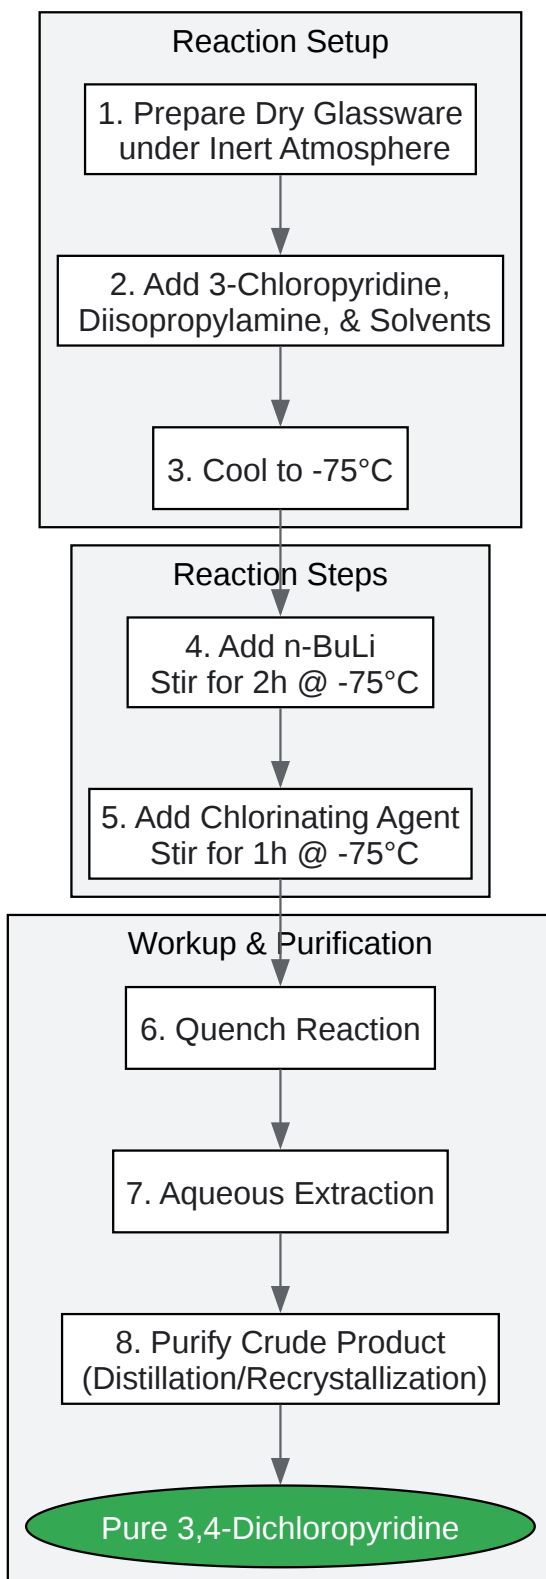 Reaction Setup
1. Prepare Dry Glassware
under Inert Atmosphere
2. Add 3-Chloropyridine,
Diisopropylamine, & Solvents
3. Cool to -75°C
Reaction Steps
4. Add n-BuLi
Stir for 2h @ -75°C
5. Add Chlorinating Agent
Stir for 1h @ -75°C
Workup & Purification
6. Quench Reaction
7. Aqueous Extraction
8. Purify Crude Product
(Distillation/Recrystallization)
Pure 3,4-Dichloropyridine